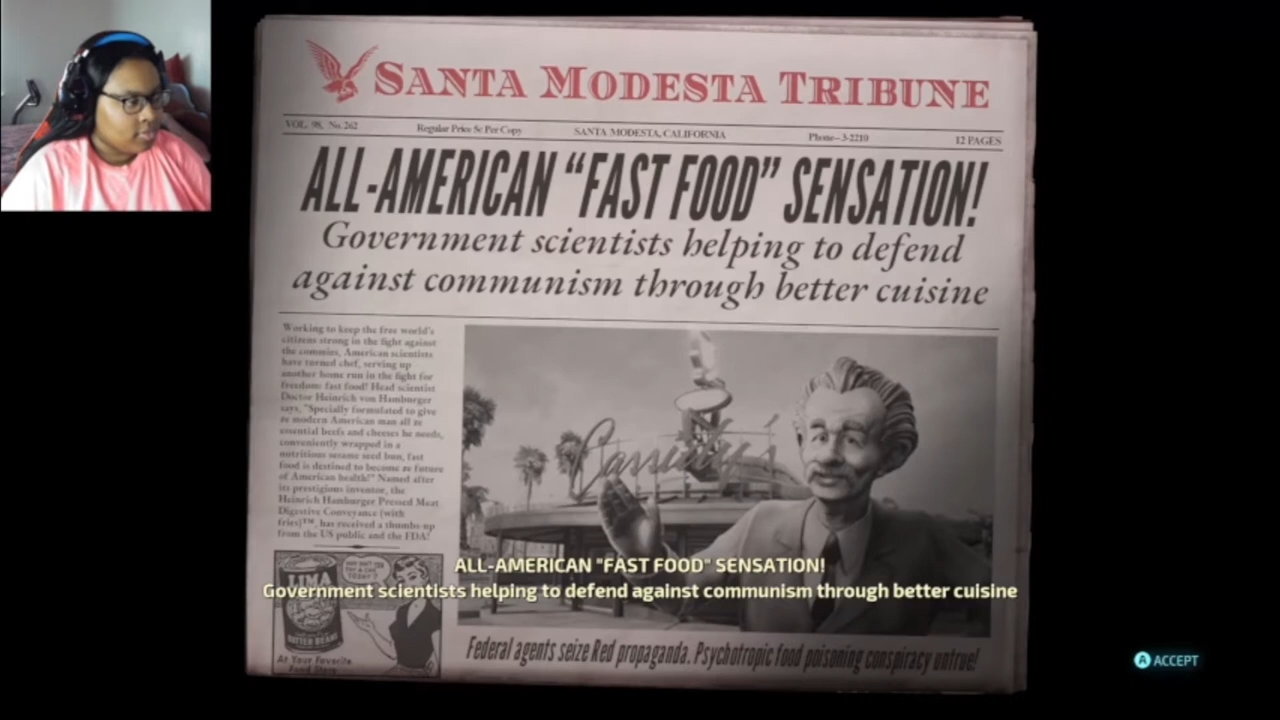 SANTA MODESTA TRIBUNE
VOL. 98, No. 262 Regular Price 5c Per Copy SANTA MODESTA, CALIFORNIA Phone—3-2210 12 PAGES
ALL-AMERICAN “FAST FOOD” SENSATION!
Government scientists helping to defend
against communism through better cuisine
Working to keep the free world's
citizens strong in the fight against
the commies, American scientists
have turned chef, serving up
another home run in the fight for
freedom: fast food! Head scientist
Doctor Heinrich von Hamburger
says, "Specially formulated to give
ze modern American man all ze
essential beefs and cheeses he needs,
conveniently wrapped in a
nutritious sesame seed bun, fast
food is destined to become ze future
of American health!" Named after
its prestigious inventor, the
Heinrich Hamburger Pressed Meat
Digestive Conveyance (with
fries)™, has received a thumbs-up
from the US public and the FDA!
LIMA
BUTTER BEANS
At Your Favorite
Food Store
ALL-AMERICAN "FAST FOOD" SENSATION!
Government scientists helping to defend against communism through better cuisine
Federal agents seize Red propaganda. Psychotropic food poisoning conspiracy untrue!
A ACCEPT